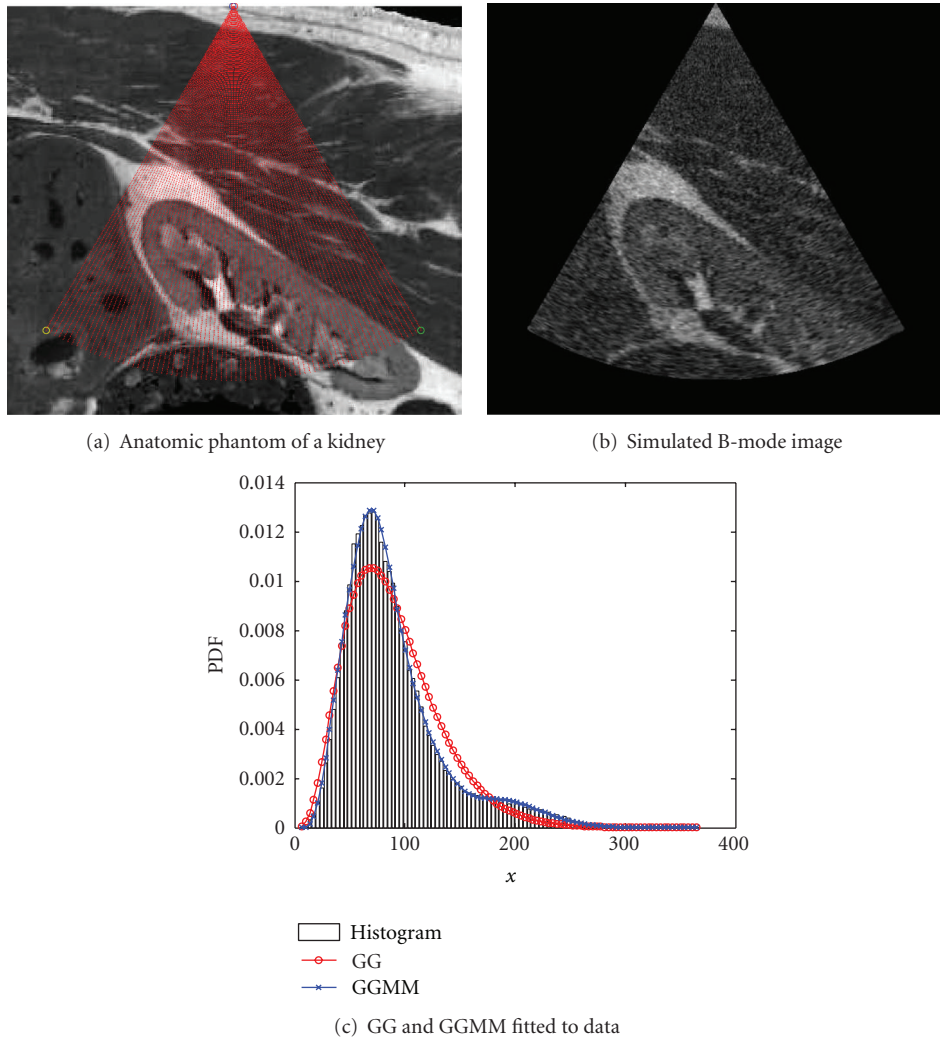 (a) Anatomic phantom of a kidney
(b) Simulated B-mode image
0.014
0.012
0.01
0.008
0.006
0.004
0.002
0
PDF
0
100
200
300
400
x
Histogram
GG
GGMM
(c) GG and GGMM fitted to data